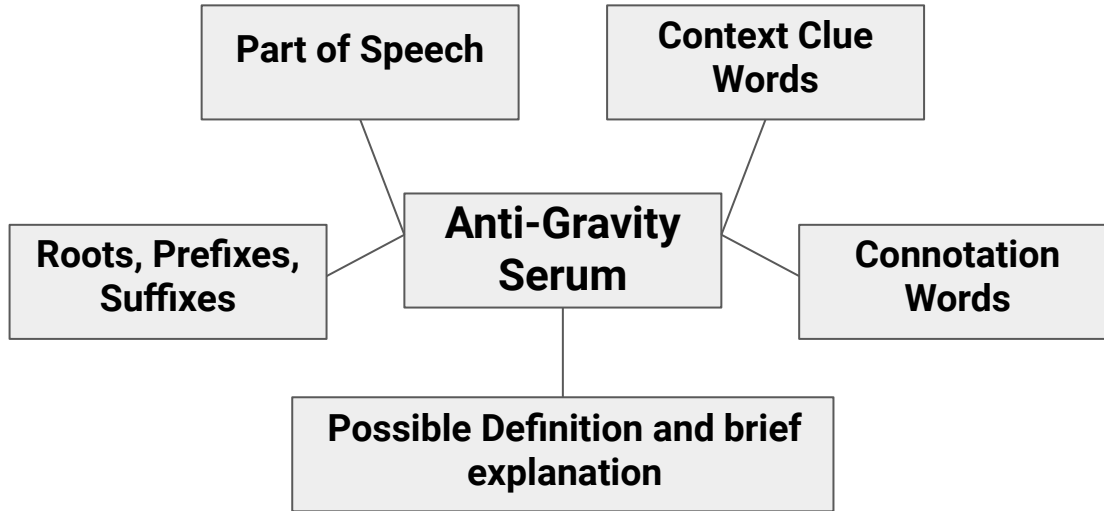 Part of Speech
Context Clue
Words
Anti-Gravity
Serum
Roots, Prefixes,
Suffixes
Connotation
Words
Possible Definition and brief
explanation